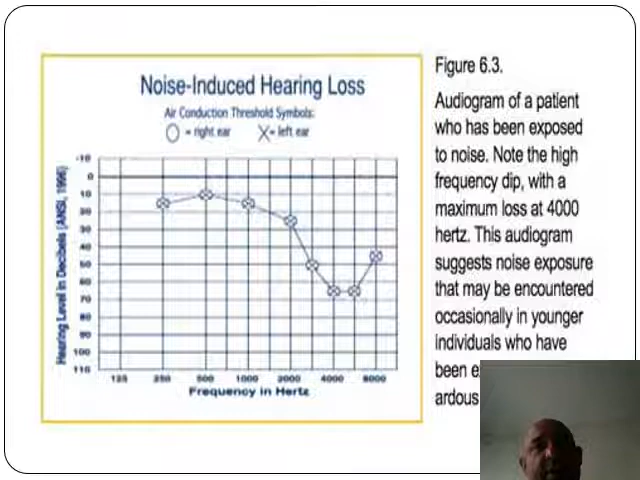 Noise-Induced Hearing Loss
Air Conduction Threshold Symbols:
= right ear = left ear
Hearing Level in Decibels (ANSI, 1996)
-10
0
10
20
30
40
50
60
70
80
90
100
110
125 250 500 1000 2000 4000 8000
Frequency in Hertz
Figure 6.3.
Audiogram of a patient
who has been exposed
to noise. Note the high
frequency dip, with a
maximum loss at 4000
hertz. This audiogram
suggests noise exposure
that may be encountered
occasionally in younger
individuals who have
been